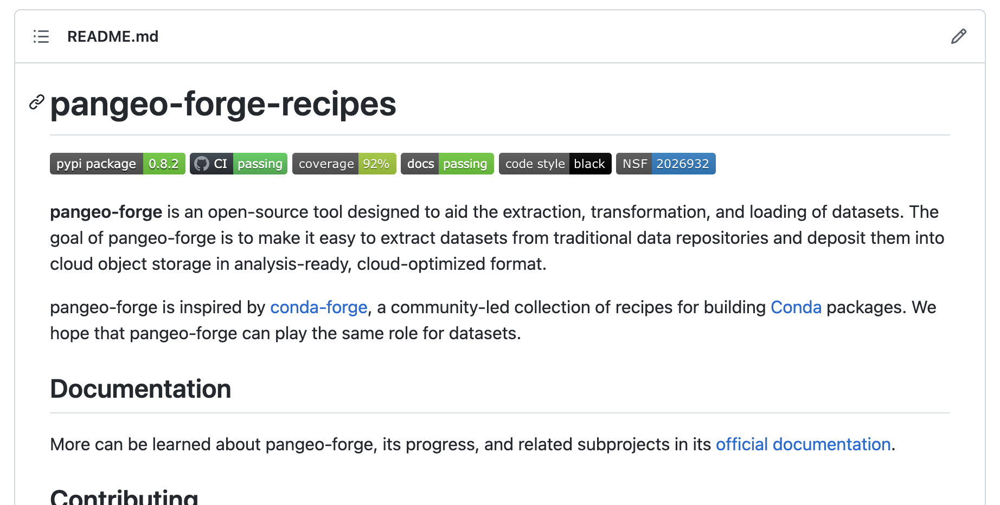 README.md
pangeo-forge-recipes
pypi package 0.8.2 CI passing coverage 92% docs passing code style black NSF 2026932
pangeo-forge is an open-source tool designed to aid the extraction, transformation, and loading of datasets. The
goal of pangeo-forge is to make it easy to extract datasets from traditional data repositories and deposit them into
cloud object storage in analysis-ready, cloud-optimized format.
pangeo-forge is inspired by conda-forge, a community-led collection of recipes for building Conda packages. We
hope that pangeo-forge can play the same role for datasets.
Documentation
More can be learned about pangeo-forge, its progress, and related subprojects in its official documentation.
Contributing